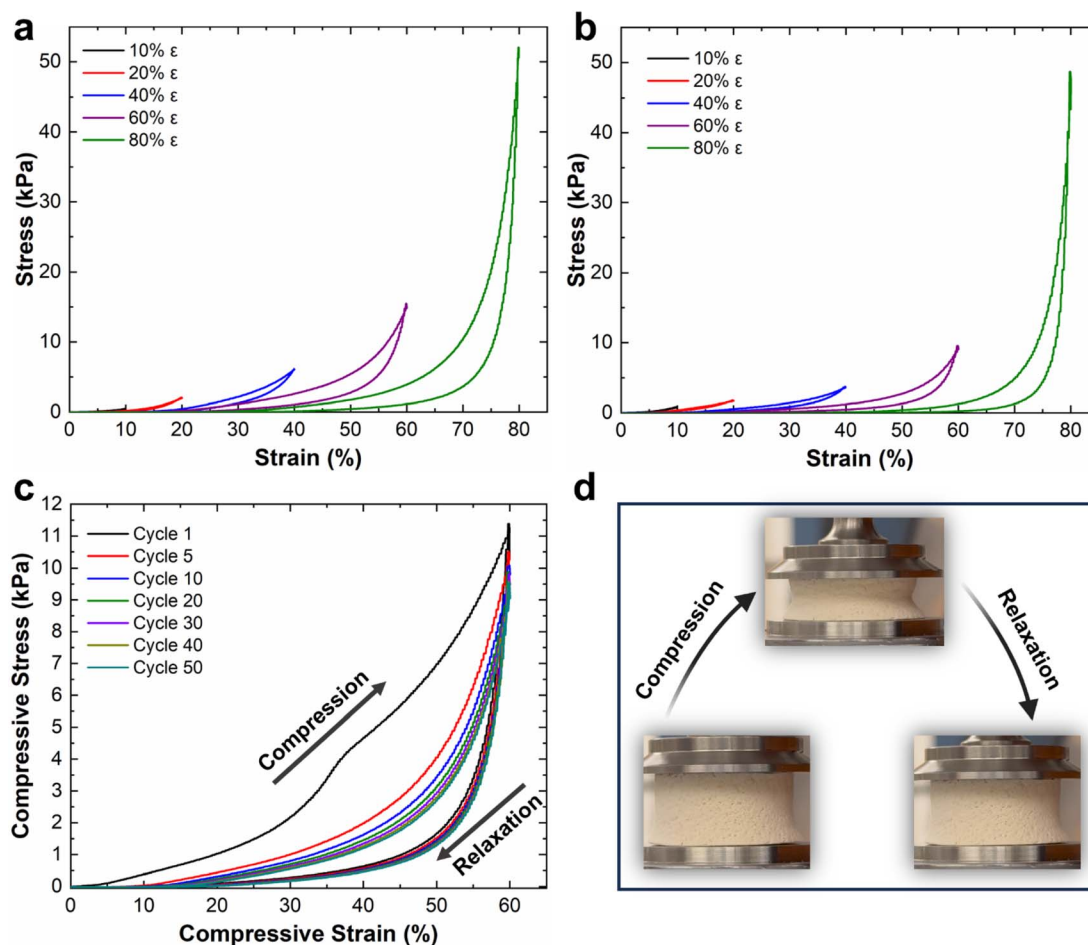 a
10% ε
20% ε
40% ε
60% ε
80% ε
Stress (kPa)
50
40
30
20
10
0
0 10 20 30 40 50 60 70 80
Strain (%)
b
10% ε
20% ε
40% ε
60% ε
80% ε
Stress (kPa)
50
40
30
20
10
0
0 10 20 30 40 50 60 70 80
Strain (%)
c
Cycle 1
Cycle 5
Cycle 10
Cycle 20
Cycle 30
Cycle 40
Cycle 50
Compression
Relaxation
Compressive Stress (kPa)
12
11
10
9
8
7
6
5
4
3
2
1
0
0 10 20 30 40 50 60
Compressive Strain (%)
d
Compression
Relaxation